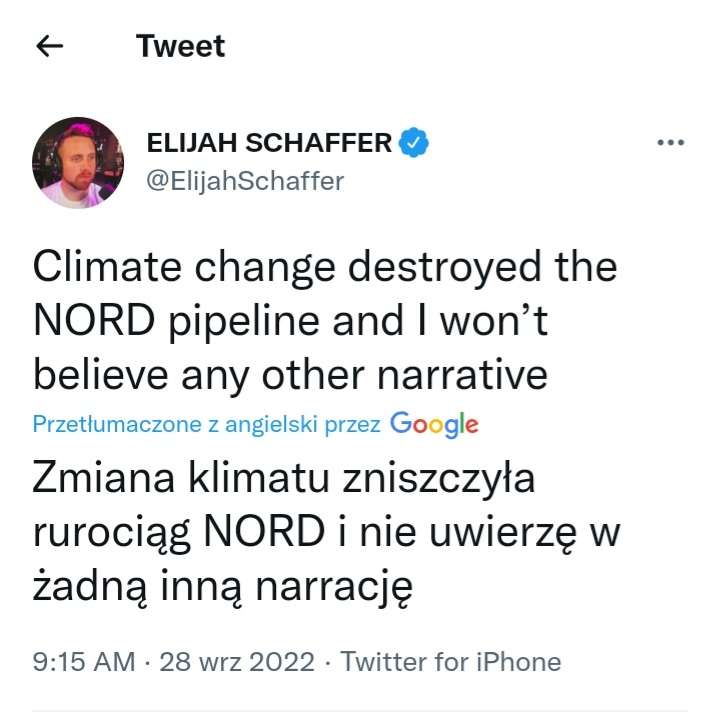 Tweet
ELIJAH SCHAFFER
@ElijahSchaffer
Climate change destroyed the
NORD pipeline and I won’t
believe any other narrative
Przetłumaczone z angielski przez Google
Zmiana klimatu zniszczyła
rurociąg NORD i nie uwierzę w
żadną inną narrację
9:15 AM · 28 wrz 2022 · Twitter for iPhone